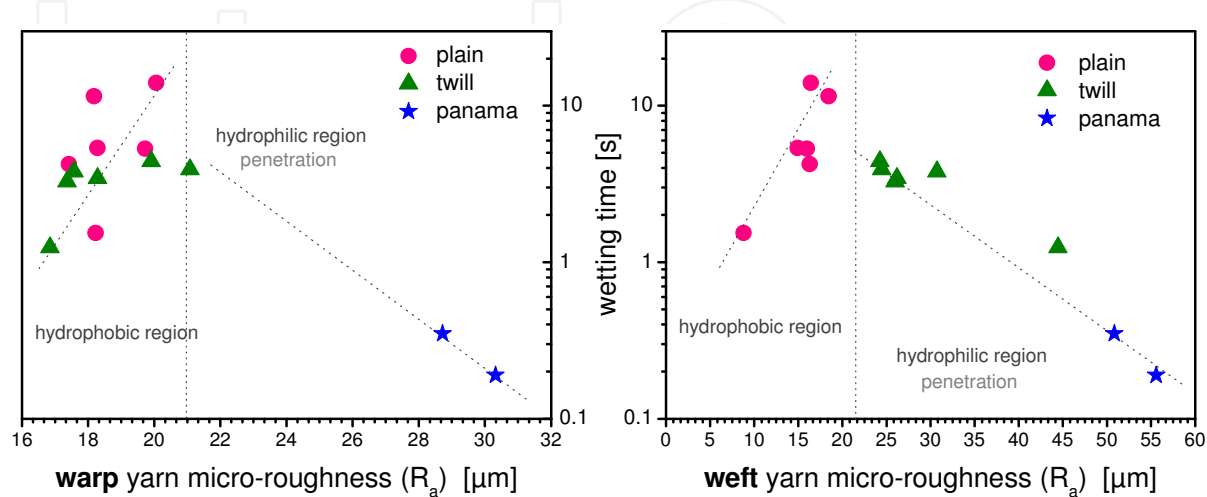 plain
twill
panama
hydrophilic region
penetration
hydrophobic region
10
1
0.1
16 18 20 22 24 26 28 30 32
warp yarn micro-roughness (Ra) [µm]
wetting time [s]
plain
twill
panama
hydrophobic region
hydrophilic region
penetration
10
1
0.1
0 5 10 15 20 25 30 35 40 45 50 55 60
weft yarn micro-roughness (Ra) [µm]